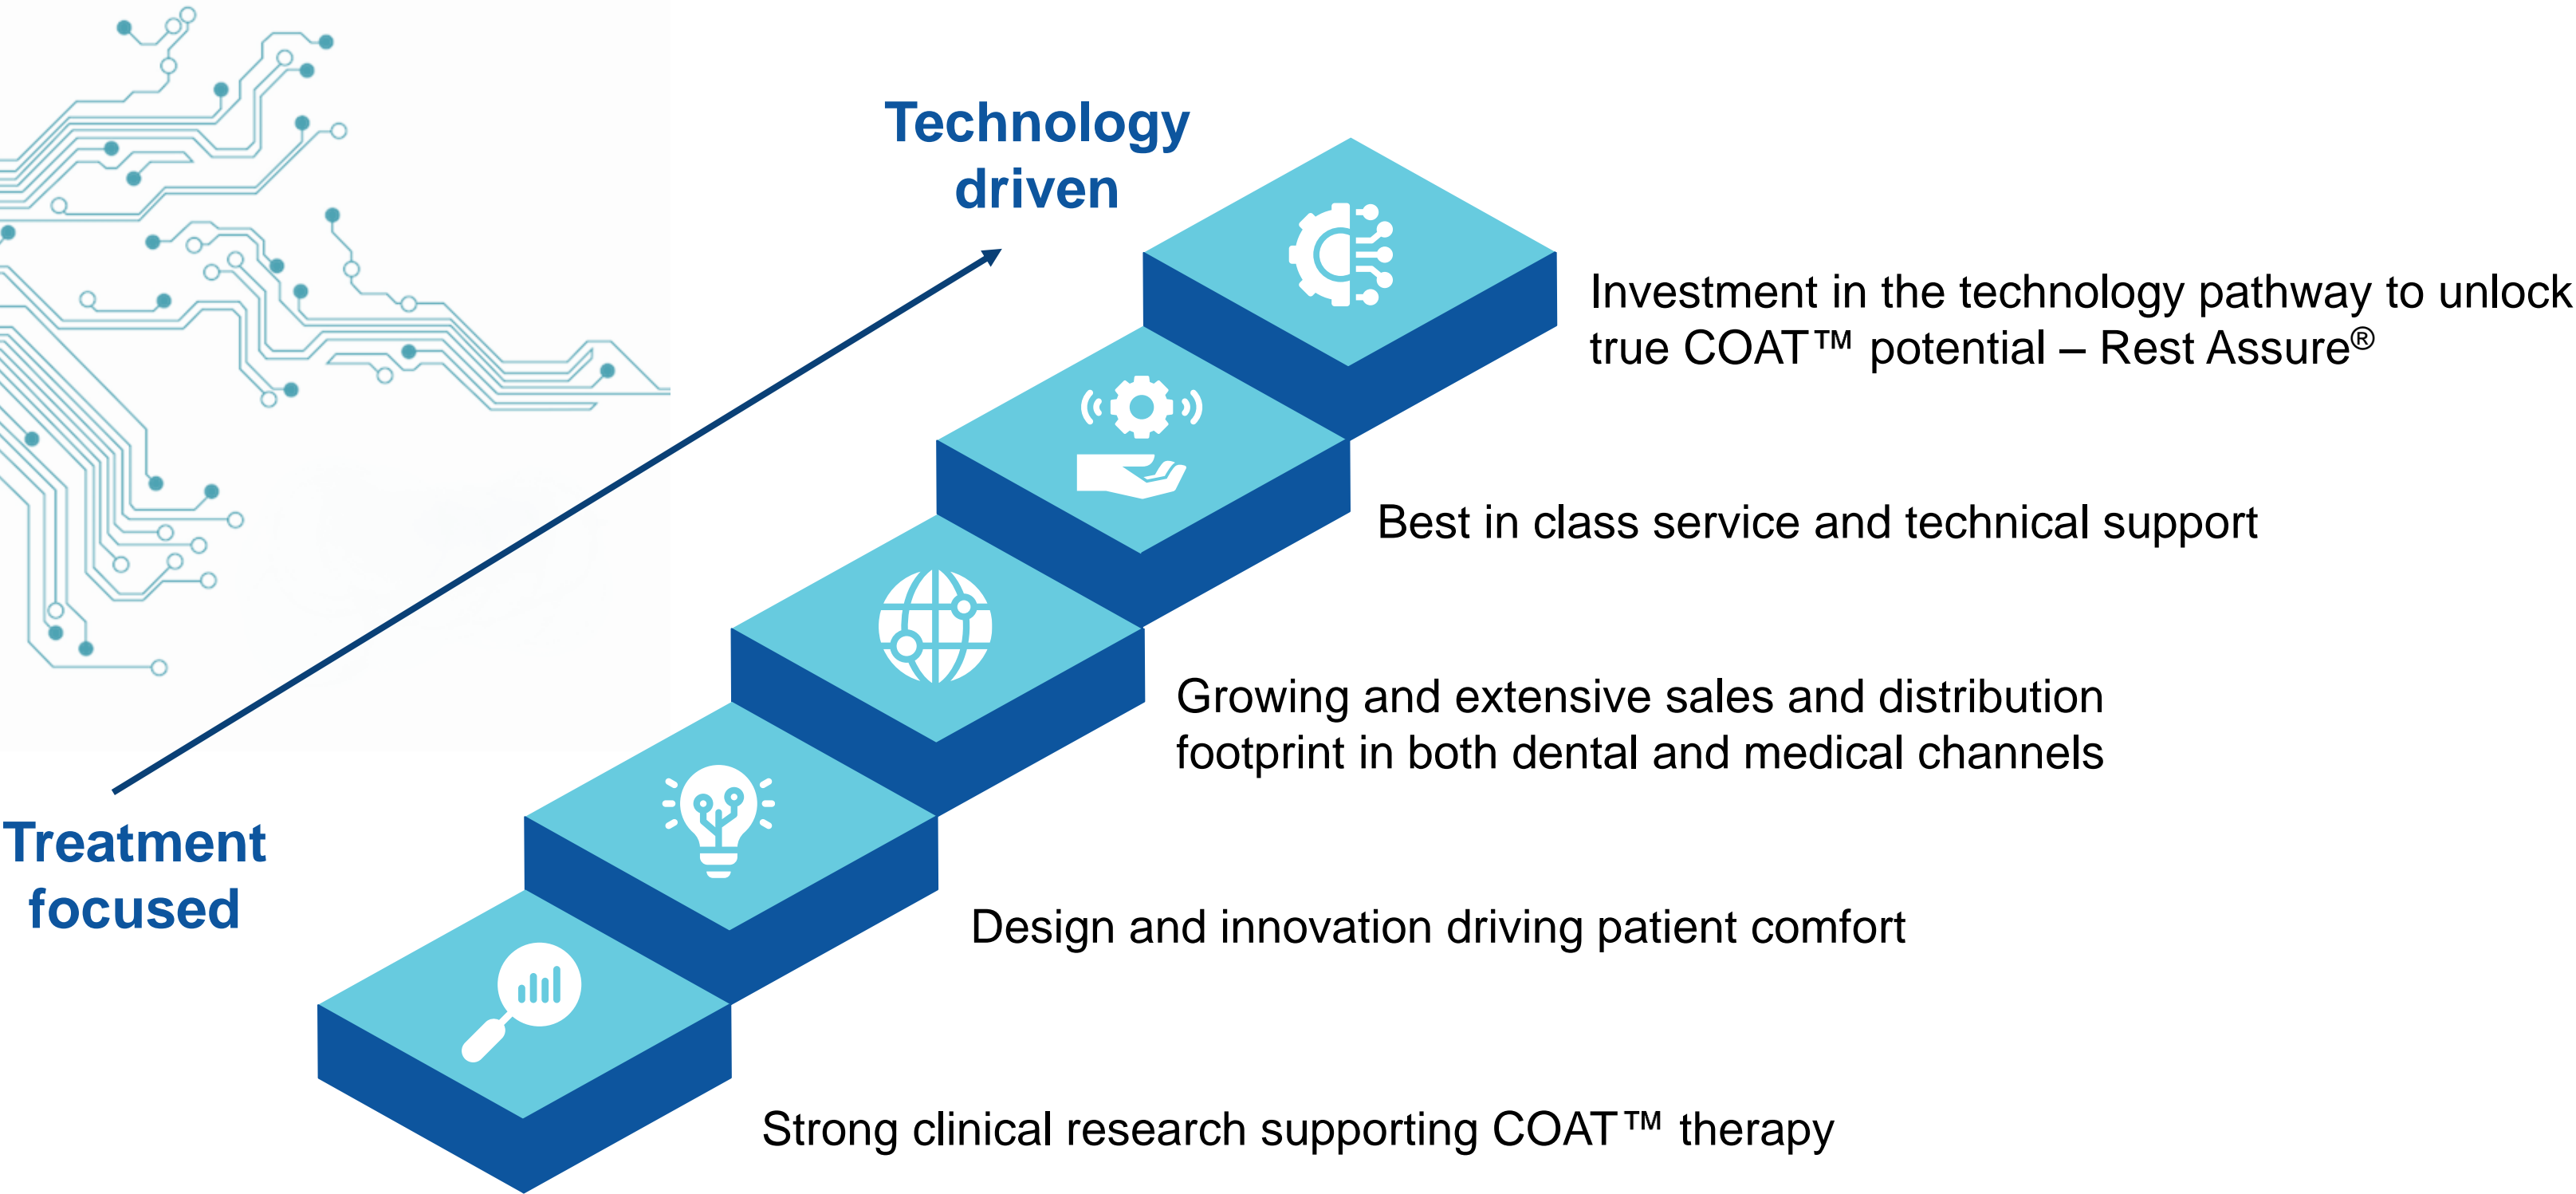 Technology
driven
Investment in the technology pathway to unlock
true COAT™ potential – Rest Assure®
Best in class service and technical support
Growing and extensive sales and distribution
footprint in both dental and medical channels
Treatment
focused
Design and innovation driving patient comfort
Strong clinical research supporting COAT™ therapy